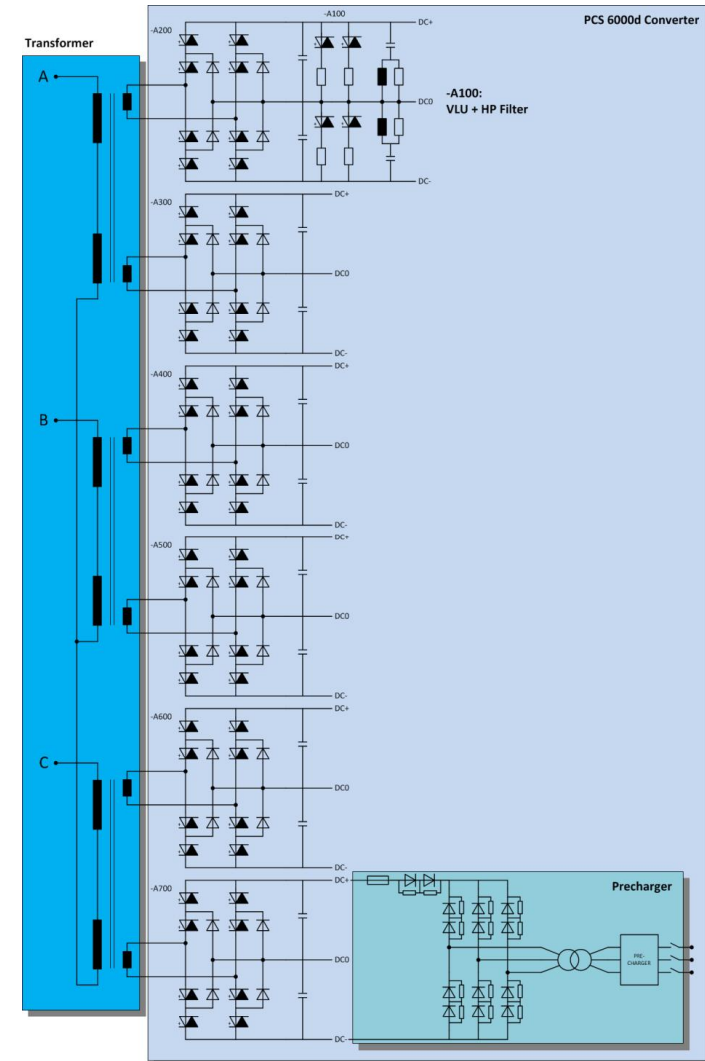 PCS 6000d Converter
Transformer
-A200
-A100
DC+
A
-A100:
VLU + HP Filter
DC0
DC-
-A300
DC+
DC0
DC-
-A400
DC+
B
DC0
DC-
-A500
DC+
DC0
DC-
-A600
DC+
C
DC0
DC-
-A700
DC+
Precharger
DC0
PRE-
CHARGER
DC-